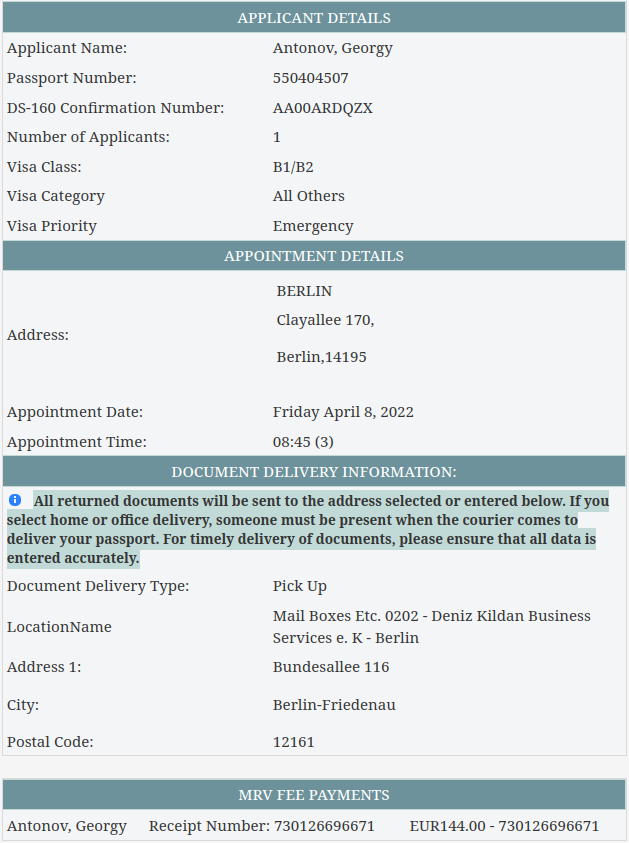 APPLICANT DETAILS
Applicant Name: Antonov, Georgy
Passport Number: 550404507
DS-160 Confirmation Number: AA00ARDQZX
Number of Applicants: 1
Visa Class: B1/B2
Visa Category All Others
Visa Priority Emergency
APPOINTMENT DETAILS
Address:
BERLIN
Clayallee 170,
Berlin,14195
Appointment Date: Friday April 8, 2022
Appointment Time: 08:45 (3)
DOCUMENT DELIVERY INFORMATION:
All returned documents will be sent to the address selected or entered below. If you
select home or office delivery, someone must be present when the courier comes to
deliver your passport. For timely delivery of documents, please ensure that all data is
entered accurately.
Document Delivery Type: Pick Up
LocationName
Mail Boxes Etc. 0202 - Deniz Kildan Business
Services e. K - Berlin
Address 1: Bundesallee 116
City: Berlin-Friedenau
Postal Code: 12161
MRV FEE PAYMENTS
Antonov, Georgy Receipt Number: 730126696671 EUR144.00 - 730126696671